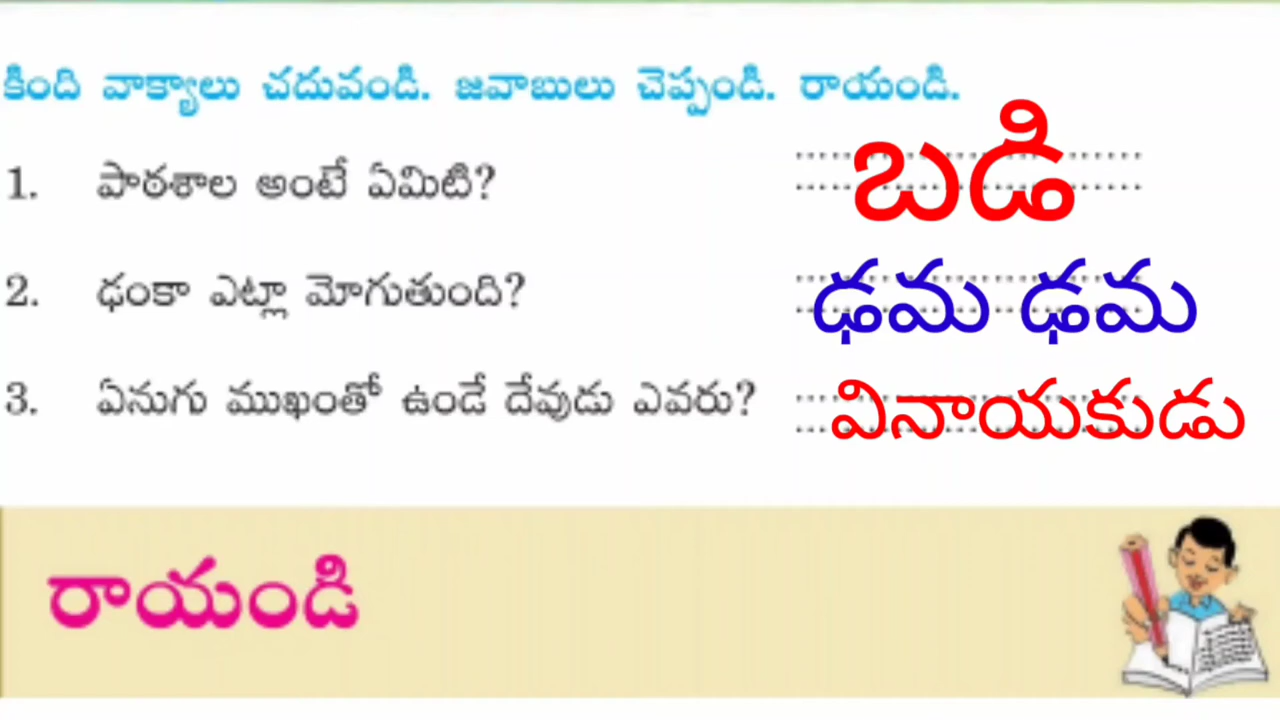 కింది వాక్యాలు చదువండి. జవాబులు చెప్పండి. రాయండి.
1. పాఠశాల అంటే ఏమిటి? బడి
2. ఢంకా ఎట్లా మోగుతుంది? ఢమ ఢమ
3. ఏనుగు ముఖంతో ఉండే దేవుడు ఎవరు? వినాయకుడు
రాయండి